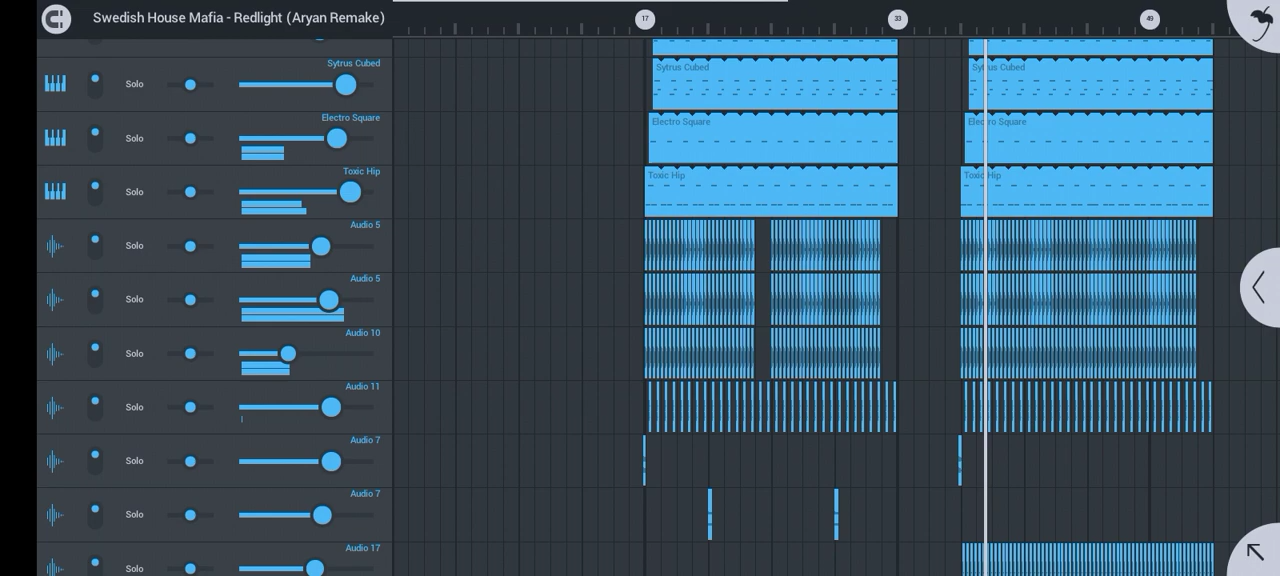 Swedish House Mafia - Redlight (Aryan Remake)
17
33
49
Sytrus Cubed
Solo
Sytrus Cubed
Sytrus Cubed
Electro Square
Solo
Electro Square
Electro Square
Toxic Hip
Solo
Toxic Hip
Toxic Hip
Audio 5
Solo
Audio 5
Solo
Audio 10
Solo
Audio 11
Solo
Audio 7
Solo
Audio 7
Solo
Audio 17
Solo